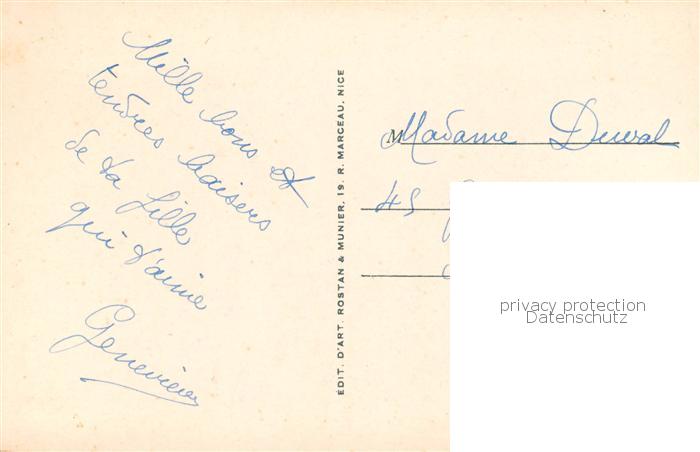 Mille bons et
tendres baisers
de ta fille
qui t'aime
Geneviève
EDIT. D'ART. ROSTAN & MUNIER, 19, R. MARCEAU, NICE
Madame Duval
45
privacy protection
Datenschutz